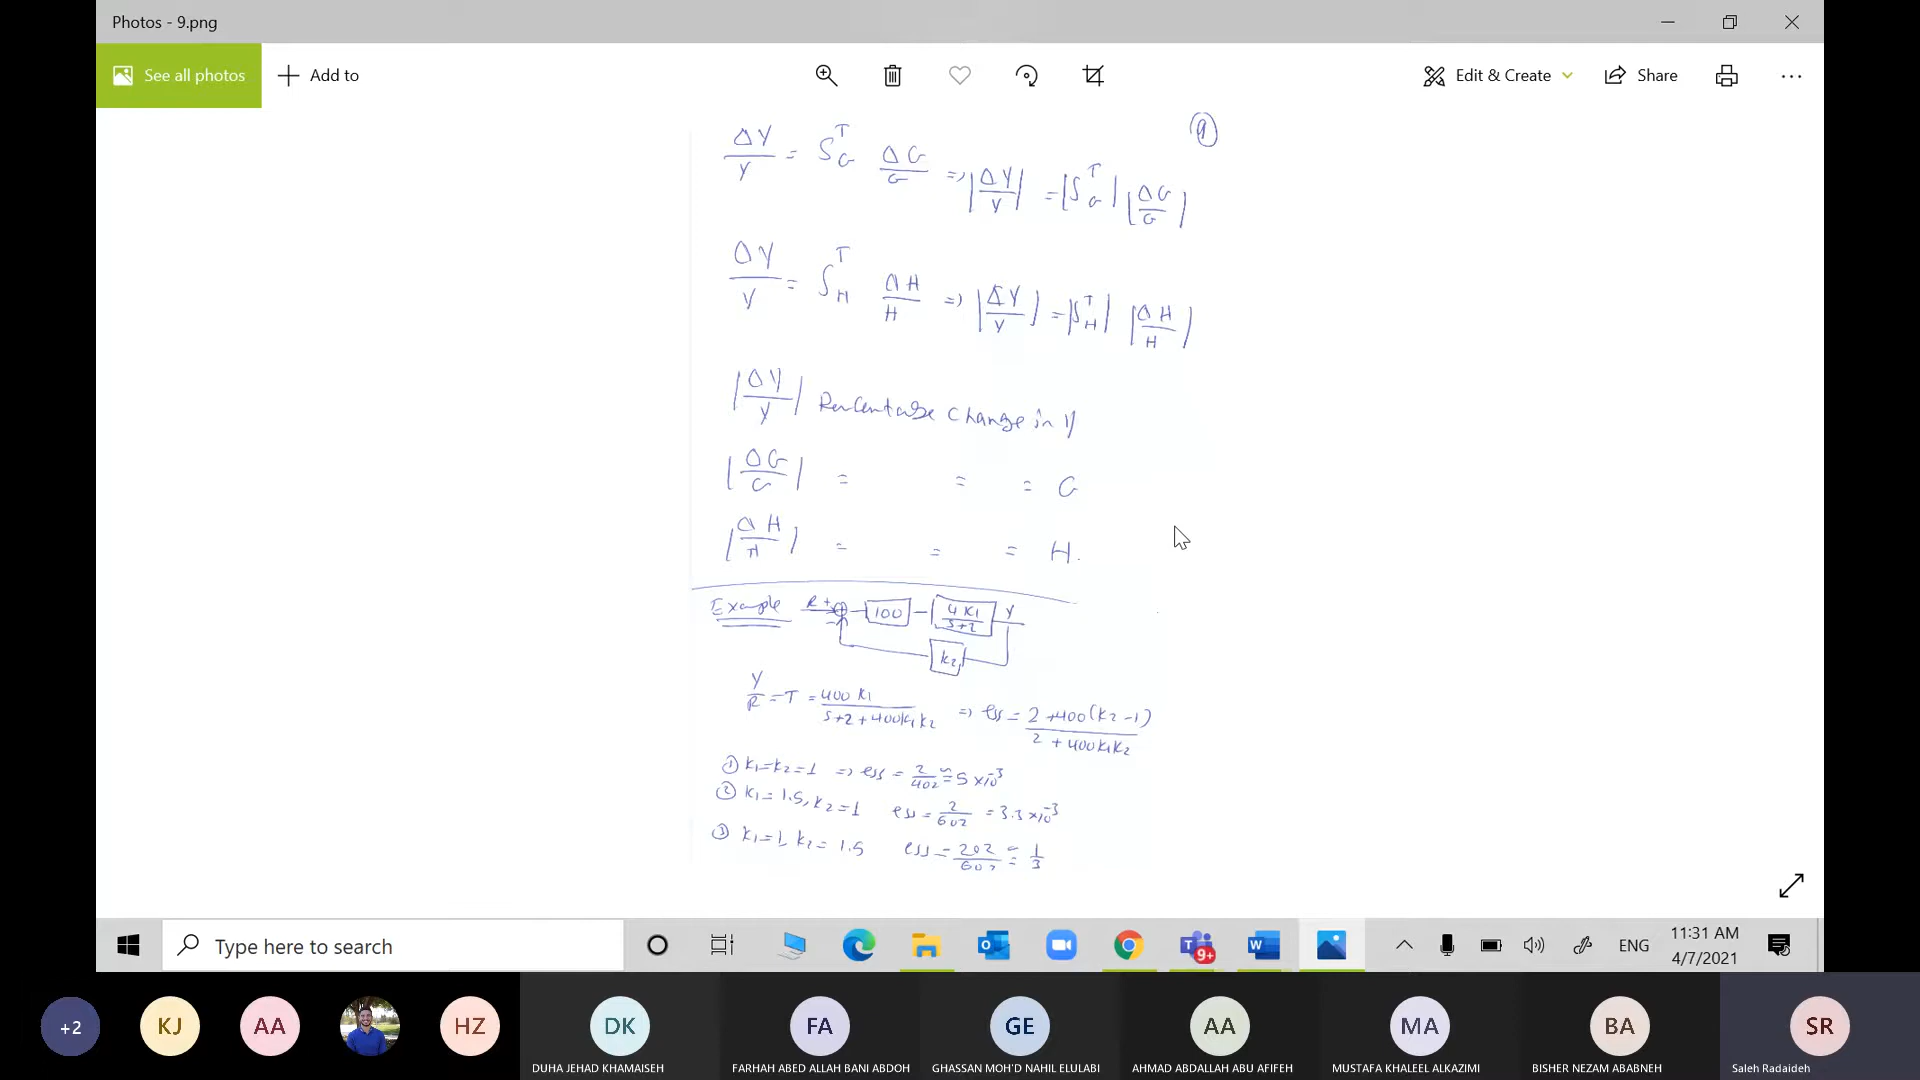 Photos - 9.png
See all photos
Add to
Edit & Create
Share
9
ΔY/Y = S_G^T ΔG/G => |ΔY/Y| = |S_G^T| |ΔG/G|
ΔY/Y = S_H^T ΔH/H => |ΔY/Y| = |S_H^T| |ΔH/H|
|ΔY/Y| Percentage change in Y
|ΔG/G| = = = G
|ΔH/H| = = = H.
Example R + - 100 4K1/S+2 Y
K2
Y/R = T = 400 K1/S+2+400K1K2 => ess = 2+400(K2-1)/2+400K1K2
① K1=K2=1 => ess = 2/402 ≈ 5×10^-3
② K1=1.5, K2=1 ess = 2/602 = 3.3×10^-3
③ K1=1, K2=1.5 ess = 202/602 ≈ 1/3
Type here to search
9+
ENG
11:31 AM
4/7/2021
+2
KJ
AA
HZ
DK
FA
GE
AA
MA
BA
SR
DUHA JEHAD KHAMAISEH
FARHAH ABED ALLAH BANI ABDOH
GHASSAN MOH'D NAHIL ELULABI
AHMAD ABDALLAH ABU AFIFEH
MUSTAFA KHALEEL ALKAZIMI
BISHER NEZAM ABABNEH
Saleh Radaideh